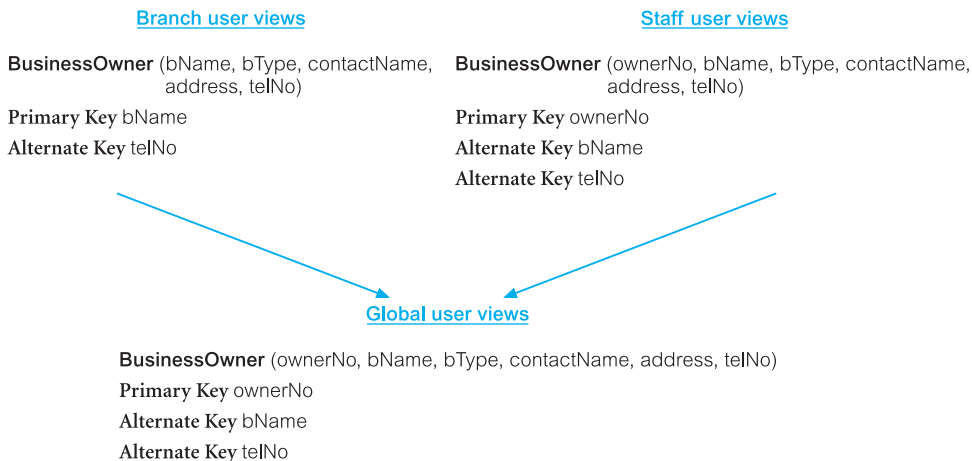 Branch user views
BusinessOwner (bName, bType, contactName,
address, telNo)
Primary Key bName
Alternate Key telNo
Staff user views
BusinessOwner (ownerNo, bName, bType, contactName,
address, telNo)
Primary Key ownerNo
Alternate Key bName
Alternate Key telNo
Global user views
BusinessOwner (ownerNo, bName, bType, contactName, address, telNo)
Primary Key ownerNo
Alternate Key bName
Alternate Key telNo